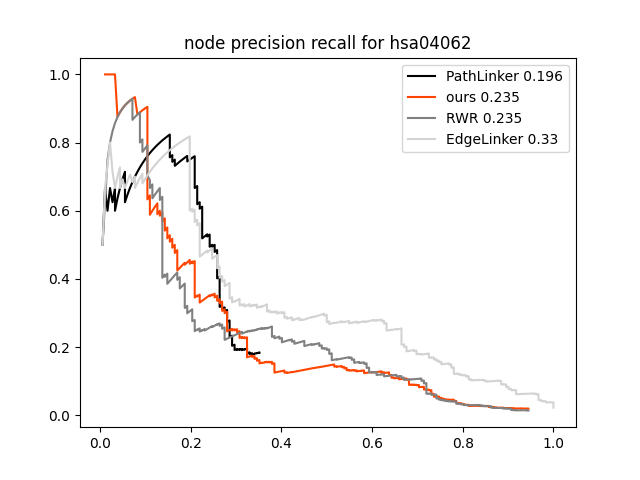 node precision recall for hsa04062
PathLinker 0.196
ours 0.235
RWR 0.235
EdgeLinker 0.33
1.0
0.8
0.6
0.4
0.2
0.0
0.0 0.2 0.4 0.6 0.8 1.0